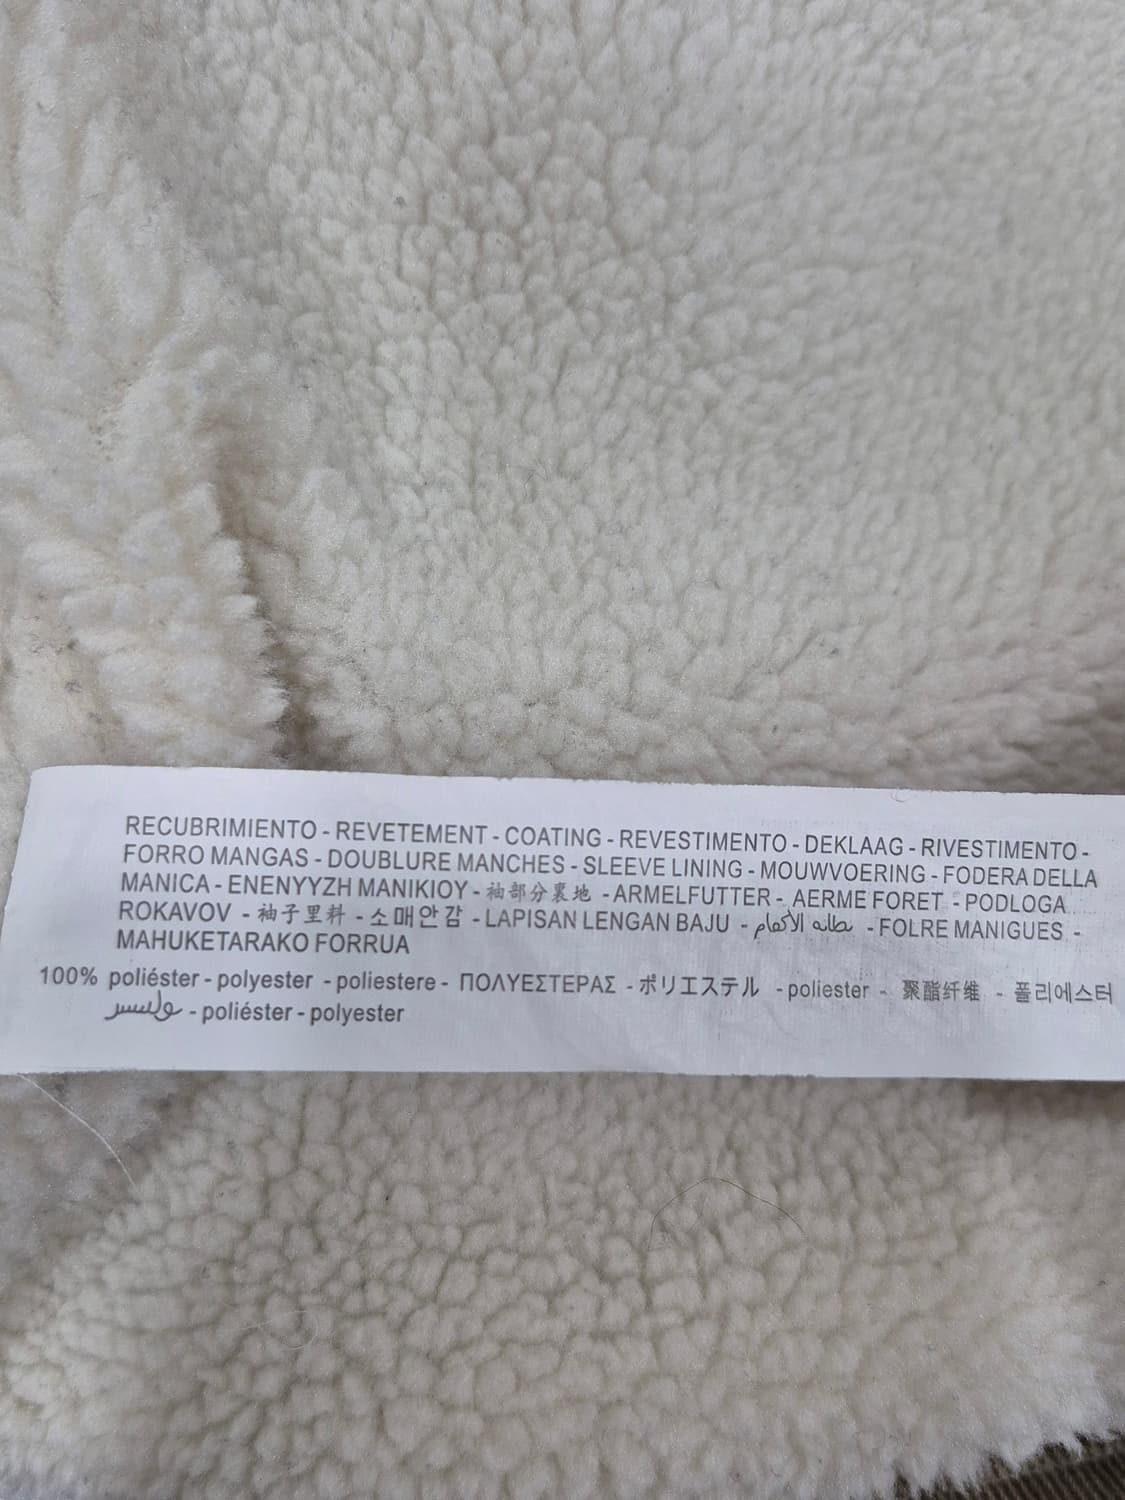 RECUBRIMIENTO - REVETEMENT - COATING - REVESTIMENTO - DEKLAAG - RIVESTIMENTO -
FORRO MANGAS - DOUBLURE MANCHES - SLEEVE LINING - MOUWVOERING - FODERA DELLA
MANICA - ENENYYZH MANIKIOY - 袖部分裏地 - ARMELFUTTER - AERME FORET - PODLOGA
ROKAVOV - 袖子里料 - 소매안감 - LAPISAN LENGAN BAJU - بطانه الأكمام - FOLRE MANIGUES -
MAHUKETARAKO FORRUA
100% poliéster - polyester - poliestere - ΠΟΛΥΕΣΤΕΡΑΣ - ポリエステル - poliester - 聚酯纤维 - 폴리에스터
بوليستر - poliéster - polyester